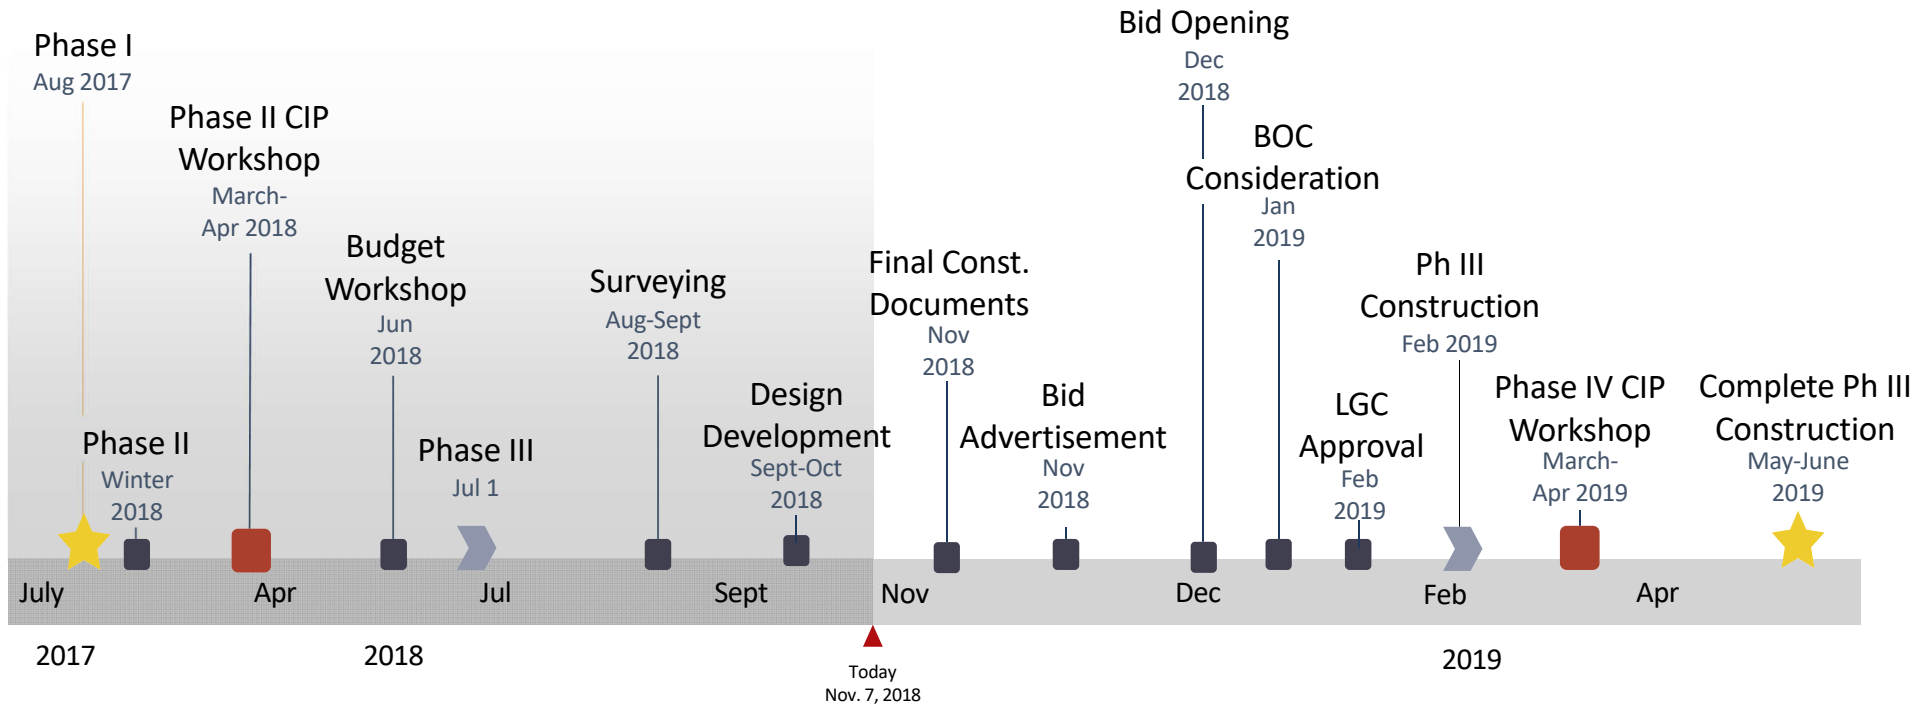 Phase I
Aug 2017
Phase II
Winter
2018
Phase II CIP
Workshop
March-
Apr 2018
Budget
Workshop
Jun
2018
Phase III
Jul 1
Surveying
Aug-Sept
2018
Design
Development
Sept-Oct
2018
Final Const.
Documents
Nov
2018
Bid
Advertisement
Nov
2018
Bid Opening
Dec
2018
BOC
Consideration
Jan
2019
LGC
Approval
Feb
2019
Ph III
Construction
Feb 2019
Phase IV CIP
Workshop
March-
Apr 2019
Complete Ph III
Construction
May-June
2019
July
Apr
Jul
Sept
Nov
Dec
Feb
Apr
2017
2018
2019
Today
Nov. 7, 2018